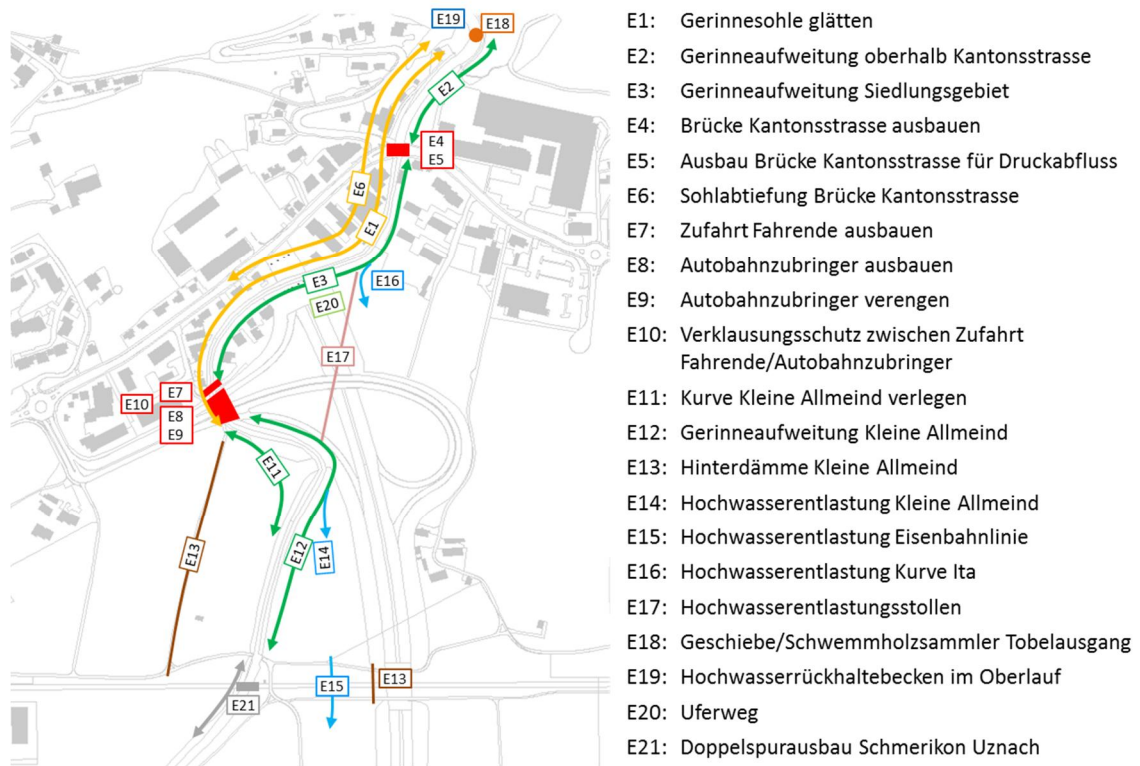 E19
E18
E2
E4
E5
E6
E1
E3
E16
E20
E17
E7
E10
E8
E9
E11
E13
E12
E14
E15
E13
E21
E1: Gerinnesohle glätten
E2: Gerinneaufweitung oberhalb Kantonsstrasse
E3: Gerinneaufweitung Siedlungsgebiet
E4: Brücke Kantonsstrasse ausbauen
E5: Ausbau Brücke Kantonsstrasse für Druckabfluss
E6: Sohlabtiefung Brücke Kantonsstrasse
E7: Zufahrt Fahrende ausbauen
E8: Autobahnzubringer ausbauen
E9: Autobahnzubringer verengen
E10: Verklausungsschutz zwischen Zufahrt
Fahrende/Autobahnzubringer
E11: Kurve Kleine Allmeind verlegen
E12: Gerinneaufweitung Kleine Allmeind
E13: Hinterdämme Kleine Allmeind
E14: Hochwasserentlastung Kleine Allmeind
E15: Hochwasserentlastung Eisenbahnlinie
E16: Hochwasserentlastung Kurve Ita
E17: Hochwasserentlastungsstollen
E18: Geschiebe/Schwemmholzsammler Tobelausgang
E19: Hochwasserrückhaltebecken im Oberlauf
E20: Uferweg
E21: Doppelspurausbau Schmerikon Uznach